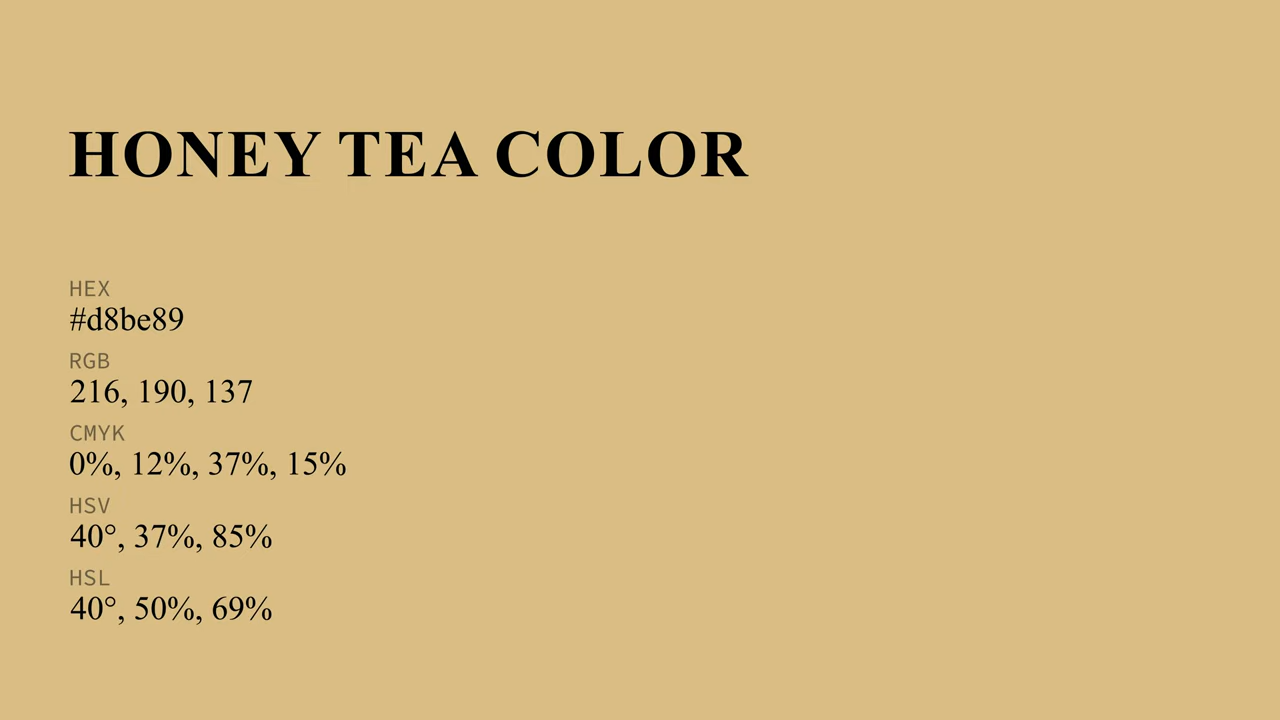 HONEY TEA COLOR
HEX
#d8be89
RGB
216, 190, 137
CMYK
0%, 12%, 37%, 15%
HSV
40°, 37%, 85%
HSL
40°, 50%, 69%